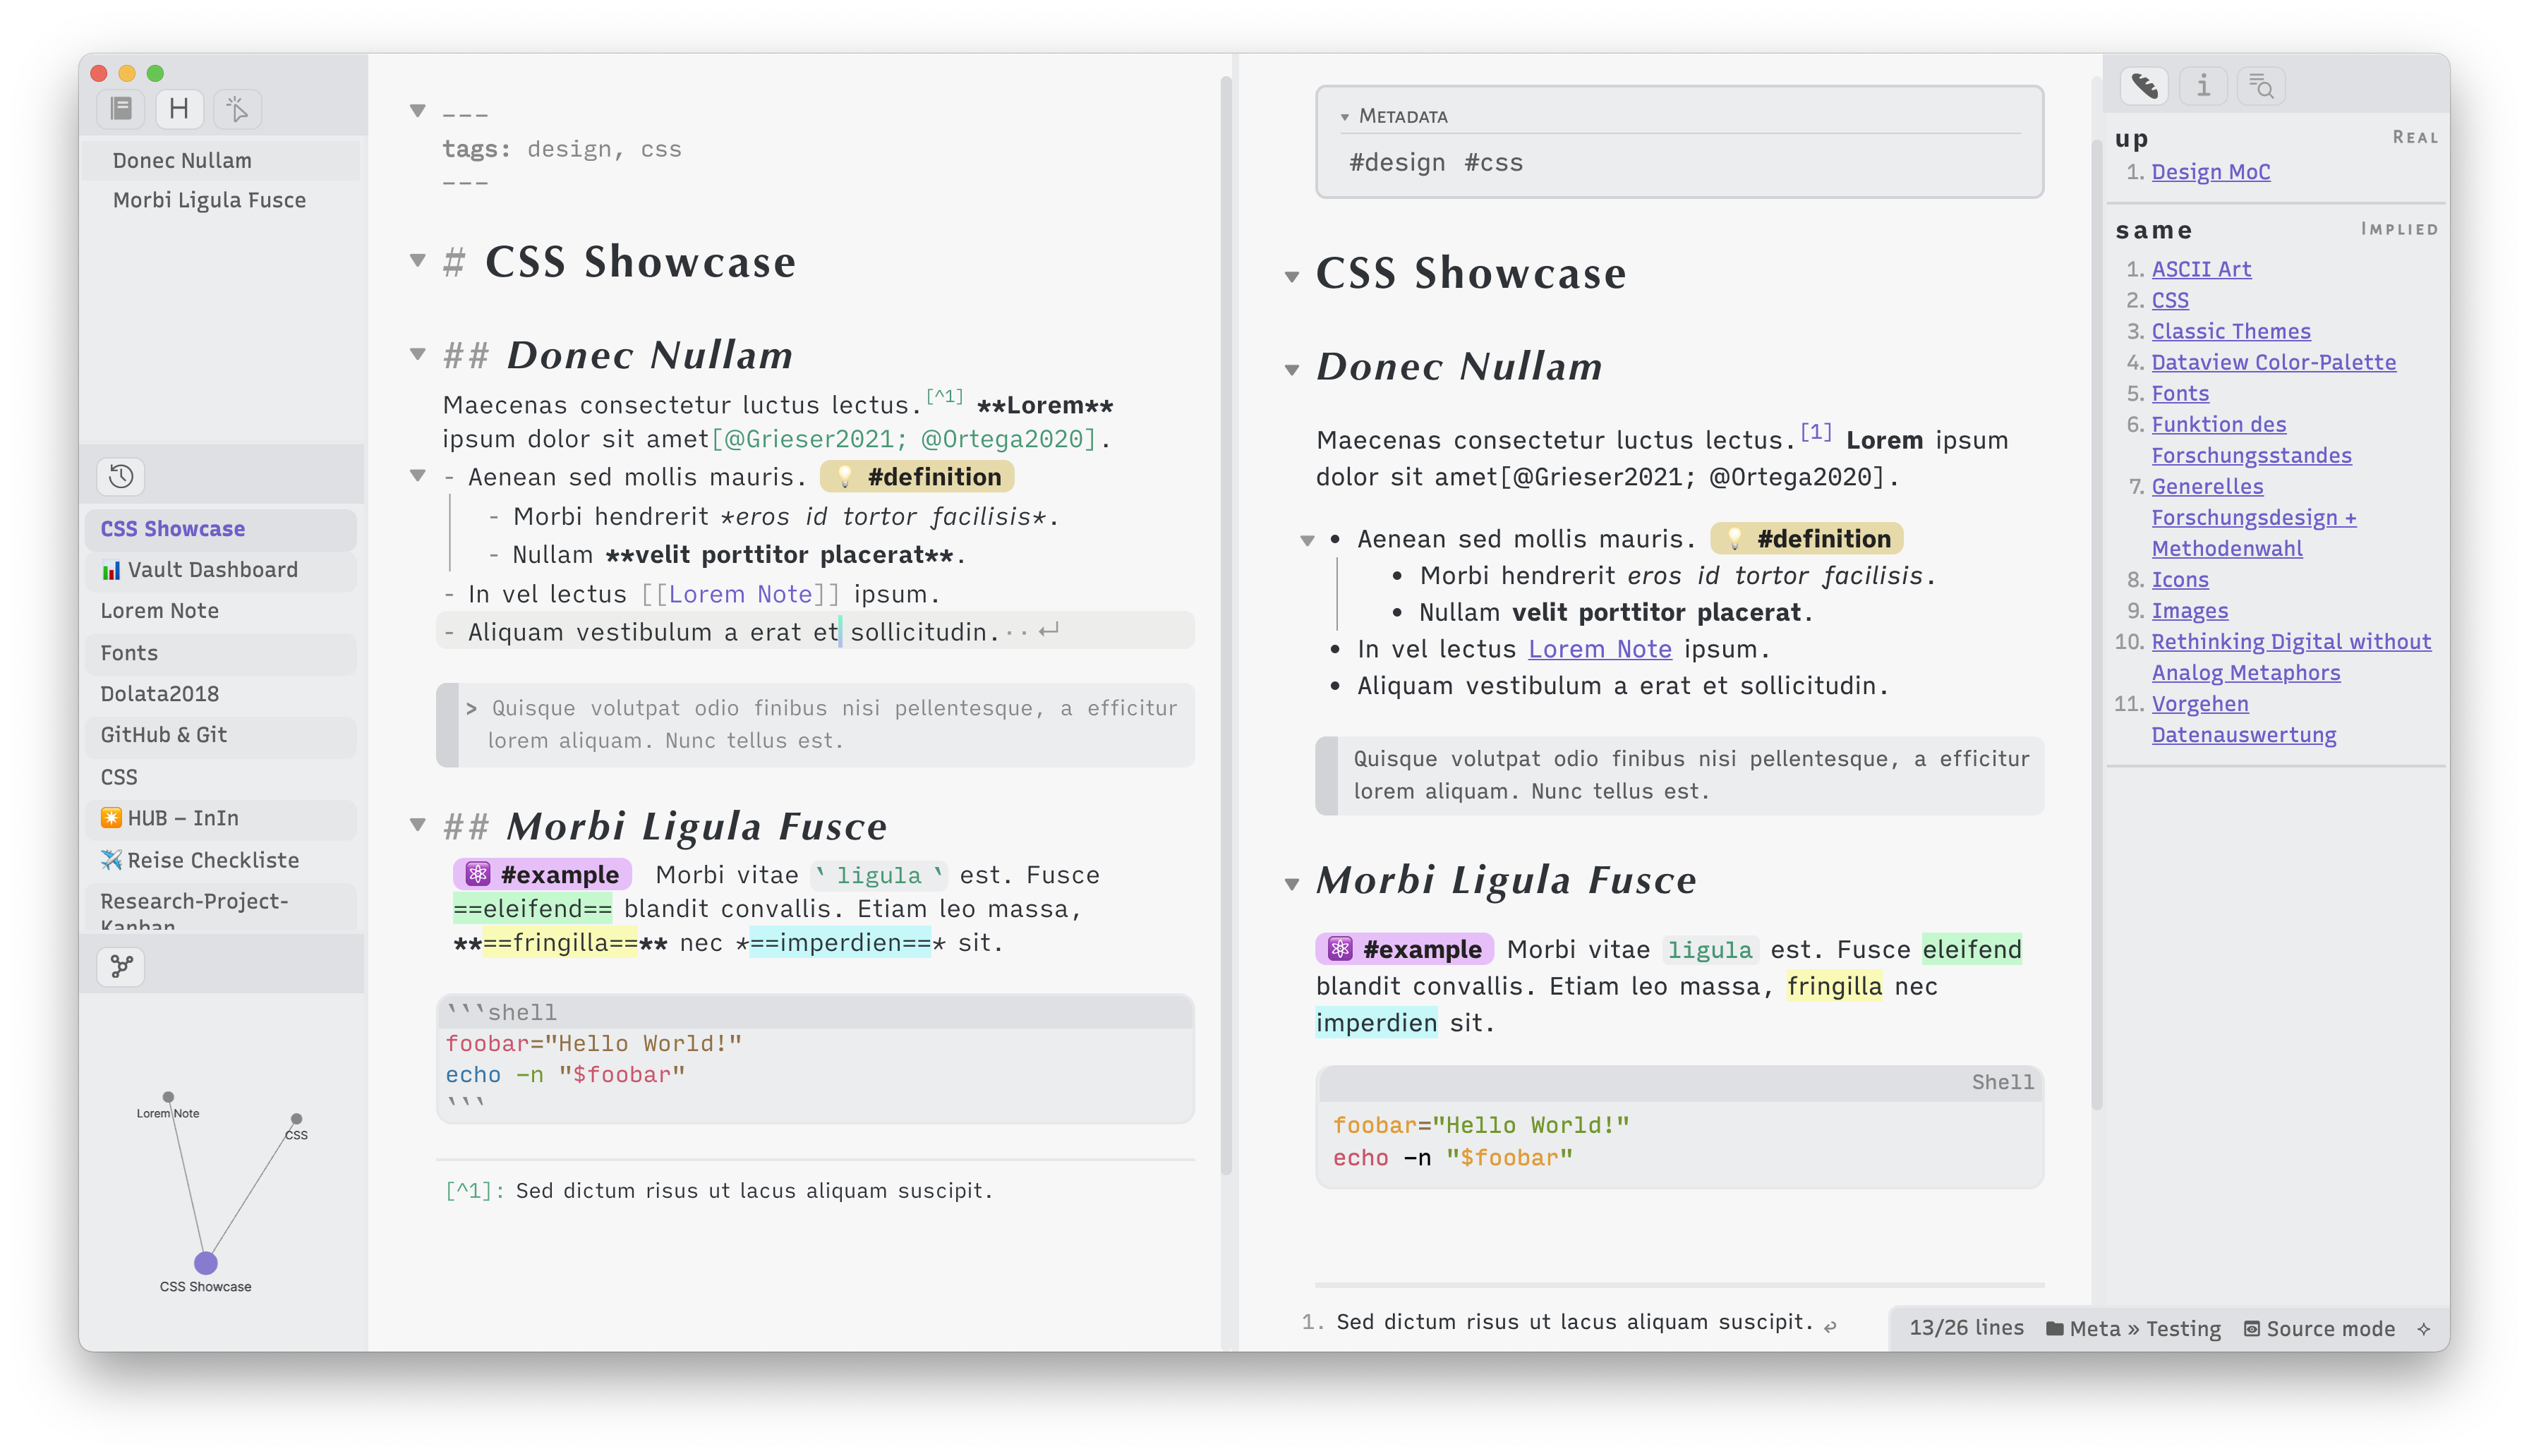 H
Donec Nullam
Morbi Ligula Fusce
CSS Showcase
Vault Dashboard
Lorem Note
Fonts
Dolata2018
GitHub & Git
CSS
HUB – InIn
Reise Checkliste
Research-Project-
Kanban
Lorem Note
CSS
CSS Showcase
---
tags: design, css
---
# CSS Showcase
## Donec Nullam
Maecenas consectetur luctus lectus.[^1] **Lorem**
ipsum dolor sit amet[@Grieser2021; @Ortega2020].
- Aenean sed mollis mauris. 💡 #definition
- Morbi hendrerit *eros id tortor facilisis*.
- Nullam **velit porttitor placerat**.
- In vel lectus [[Lorem Note]] ipsum.
- Aliquam vestibulum a erat et sollicitudin.·· ↵
> Quisque volutpat odio finibus nisi pellentesque, a efficitur
lorem aliquam. Nunc tellus est.
## Morbi Ligula Fusce
⚛ #example Morbi vitae `ligula` est. Fusce
==eleifend== blandit convallis. Etiam leo massa,
**==fringilla==** nec *==imperdien==* sit.
```shell
foobar="Hello World!"
echo -n "$foobar"
```
[^1]: Sed dictum risus ut lacus aliquam suscipit.
Metadata
#design #css
CSS Showcase
Donec Nullam
Maecenas consectetur luctus lectus.[1] Lorem ipsum
dolor sit amet[@Grieser2021; @Ortega2020].
• Aenean sed mollis mauris. 💡 #definition
• Morbi hendrerit eros id tortor facilisis.
• Nullam velit porttitor placerat.
• In vel lectus Lorem Note ipsum.
• Aliquam vestibulum a erat et sollicitudin.
Quisque volutpat odio finibus nisi pellentesque, a efficitur
lorem aliquam. Nunc tellus est.
Morbi Ligula Fusce
⚛ #example Morbi vitae ligula est. Fusce eleifend
blandit convallis. Etiam leo massa, fringilla nec
imperdien sit.
Shell
foobar="Hello World!"
echo -n "$foobar"
1. Sed dictum risus ut lacus aliquam suscipit. ↩
up Real
1. Design MoC
same Implied
1. ASCII Art
2. CSS
3. Classic Themes
4. Dataview Color-Palette
5. Fonts
6. Funktion des
Forschungsstandes
7. Generelles
Forschungsdesign +
Methodenwahl
8. Icons
9. Images
10. Rethinking Digital without
Analog Metaphors
11. Vorgehen
Datenauswertung
13/26 lines Meta » Testing Source mode